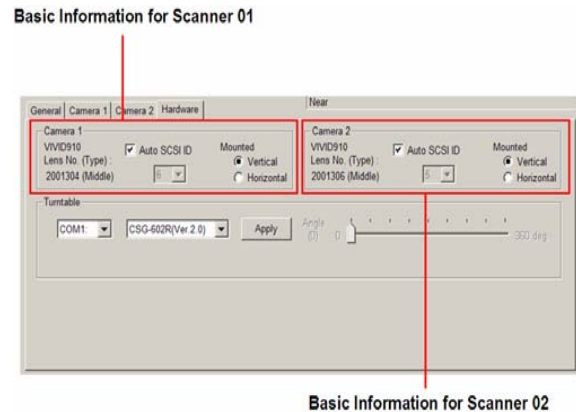 Basic Information for Scanner 01
General Camera 1 Camera 2 Hardware
Near
Camera 1
VIVID910
Lens No. (Type) :
2001304 (Middle)
Auto SCSI ID
6
Mounted
Vertical
Horizontal
Camera 2
VIVID910
Lens No. (Type) :
2001306 (Middle)
Auto SCSI ID
5
Mounted
Vertical
Horizontal
Turntable
COM1: CSG-602R(Ver.2.0) Apply
Angle
(D) 0 360 deg
Basic Information for Scanner 02